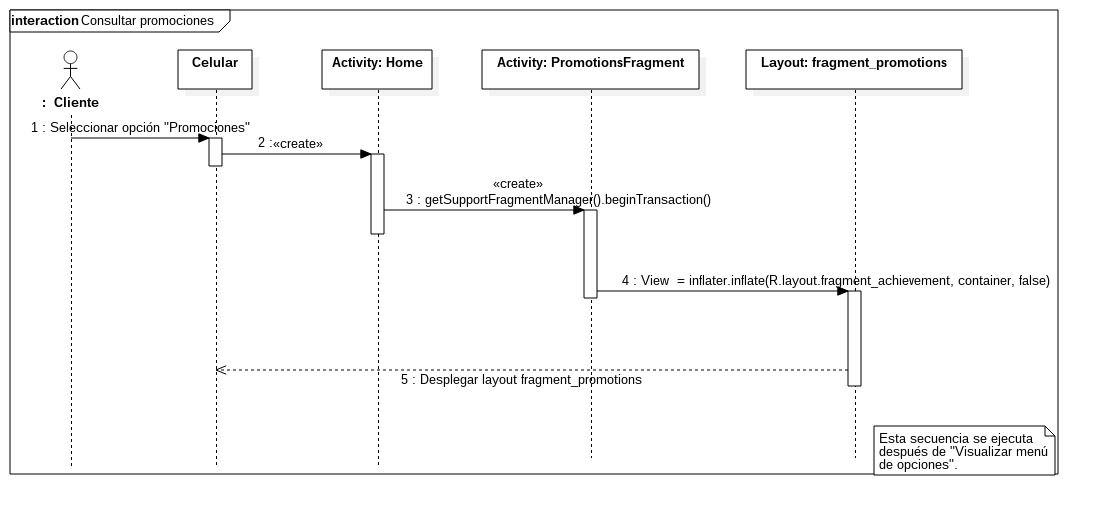 interaction Consultar promociones
Celular
Activity: Home
Activity: PromotionsFragment
Layout: fragment_promotions
: Cliente
1 : Seleccionar opción "Promociones"
2 : «create»
«create»
3 : getSupportFragmentManager().beginTransaction()
4 : View = inflater.inflate(R.layout.fragment_achievement, container, false)
5 : Desplegar layout fragment_promotions
Esta secuencia se ejecuta
después de "Visualizar menú
de opciones".